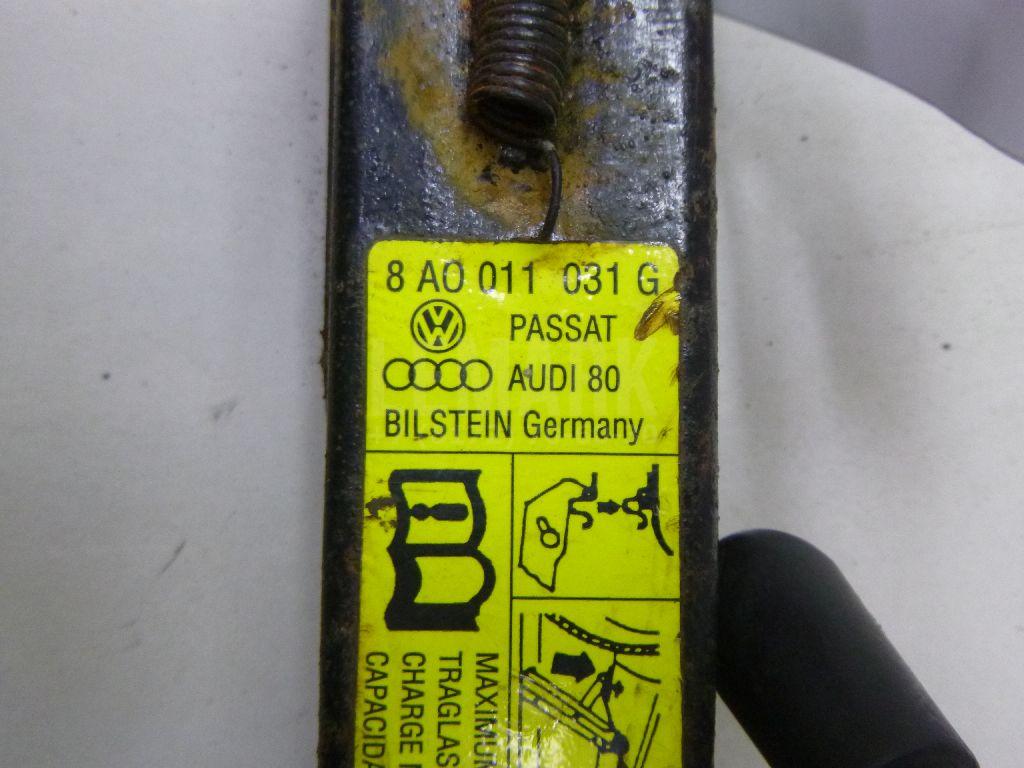 8 A0 011 031 G
PASSAT
AUDI 80
BILSTEIN Germany
MAXIMUM
TRAGLAS
CHARGE M
CAPACIDA